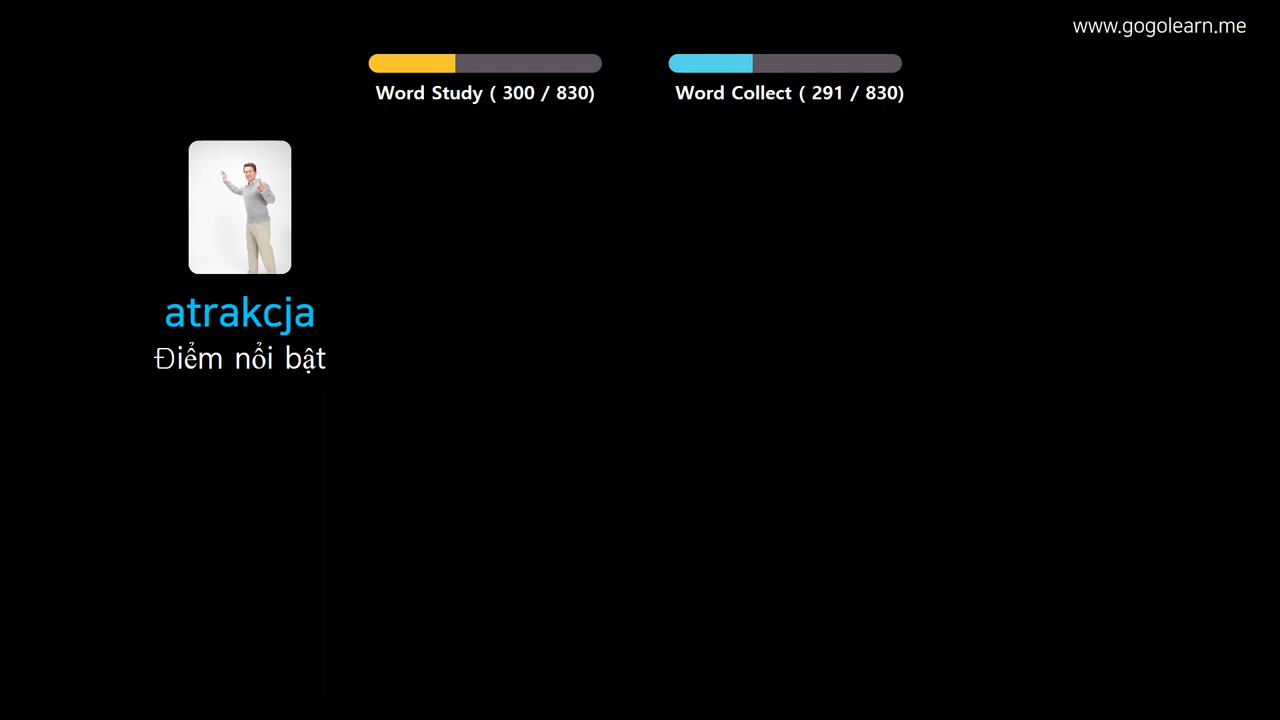 www.gogolearn.me
Word Study ( 300 / 830)
Word Collect ( 291 / 830)
atrakcja
Điểm nổi bật